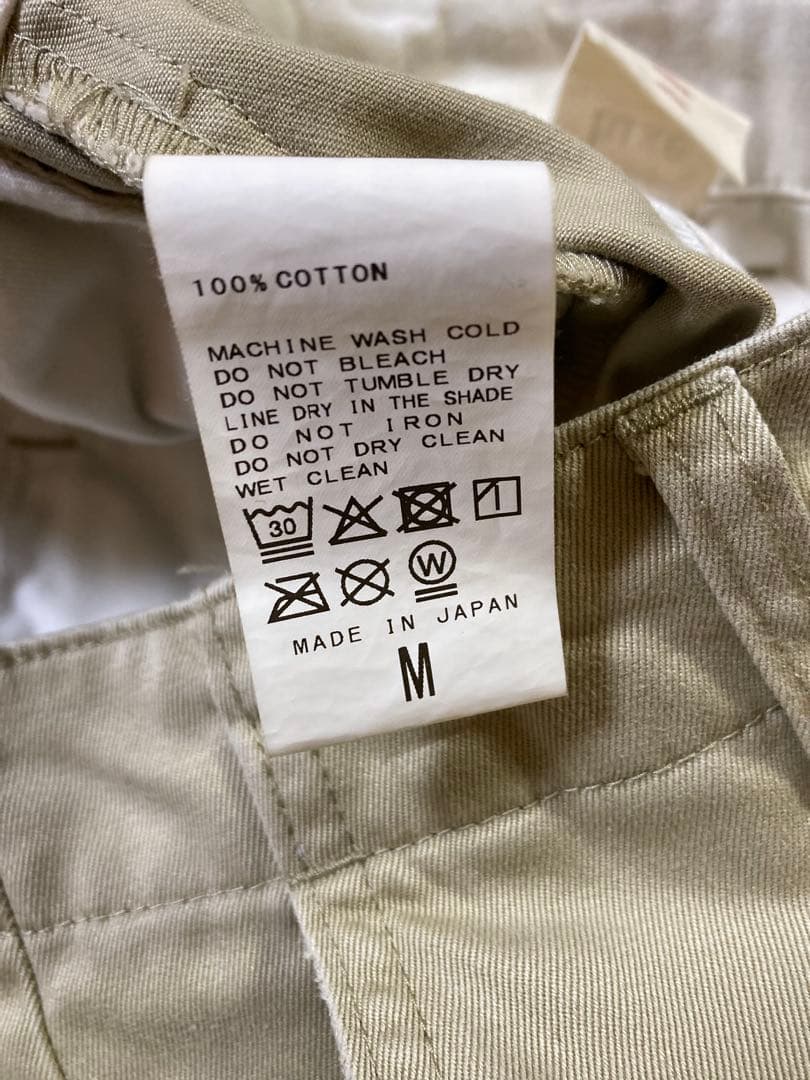 100% COTTON
MACHINE WASH COLD
DO NOT BLEACH
DO NOT TUMBLE DRY
LINE DRY IN THE SHADE
DO NOT IRON
DO NOT DRY CLEAN
WET CLEAN
30
W
MADE IN JAPAN
M